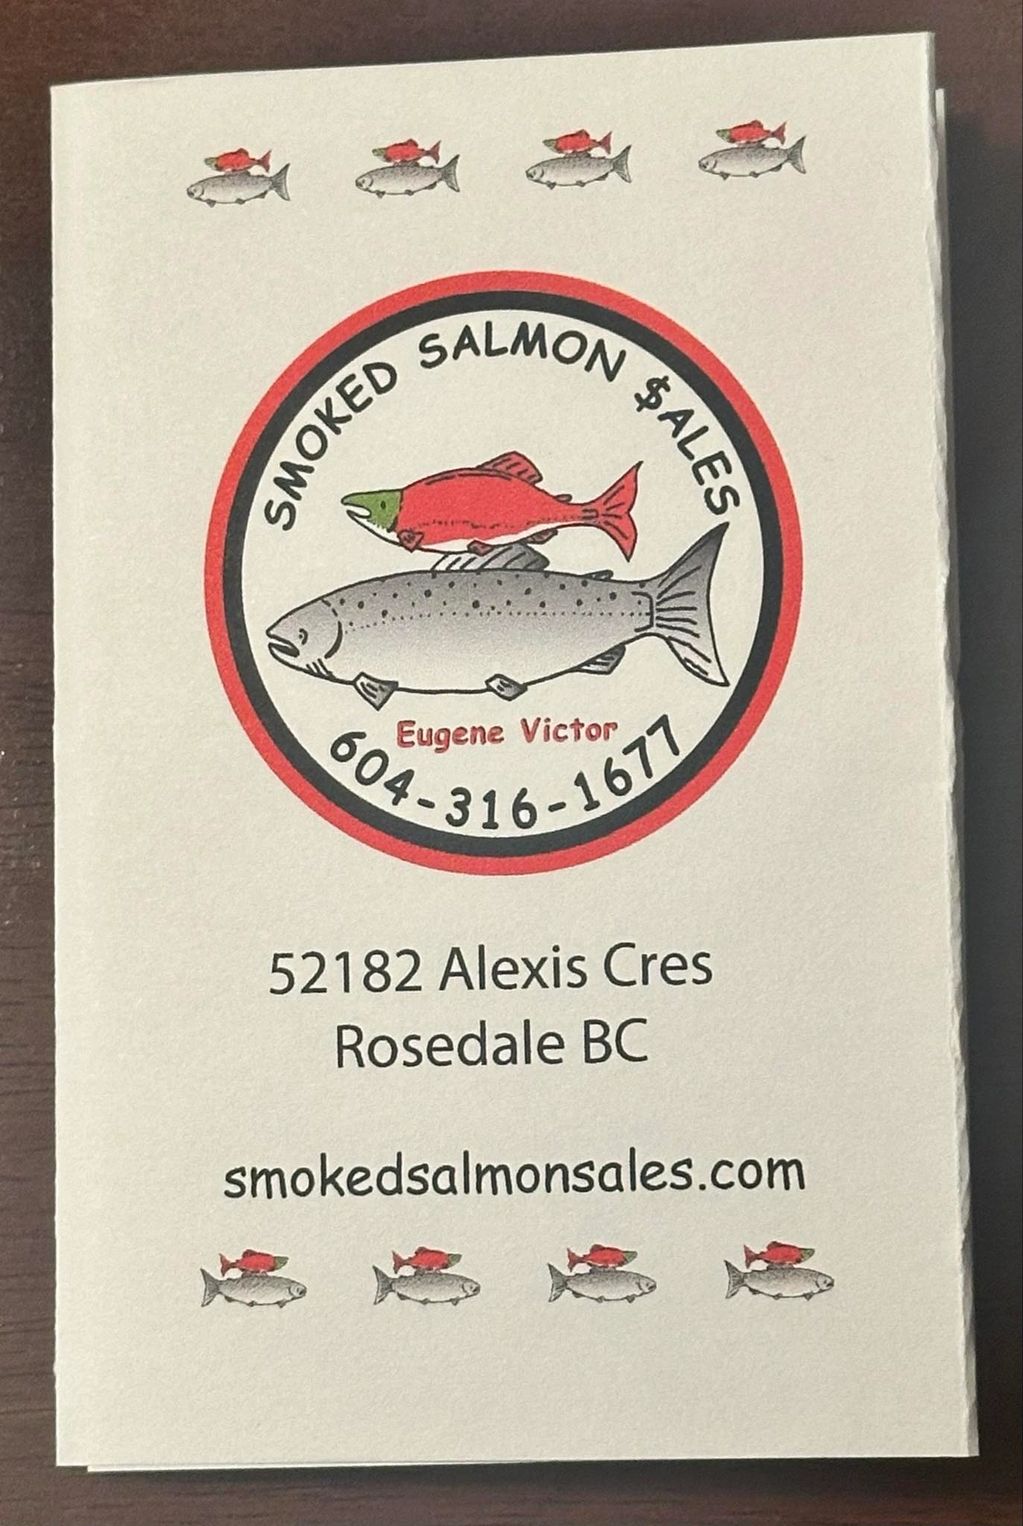 SMOKED SALMON $ALES
Eugene Victor
604-316-1677
52182 Alexis Cres
Rosedale BC
smokedsalmonsales.com